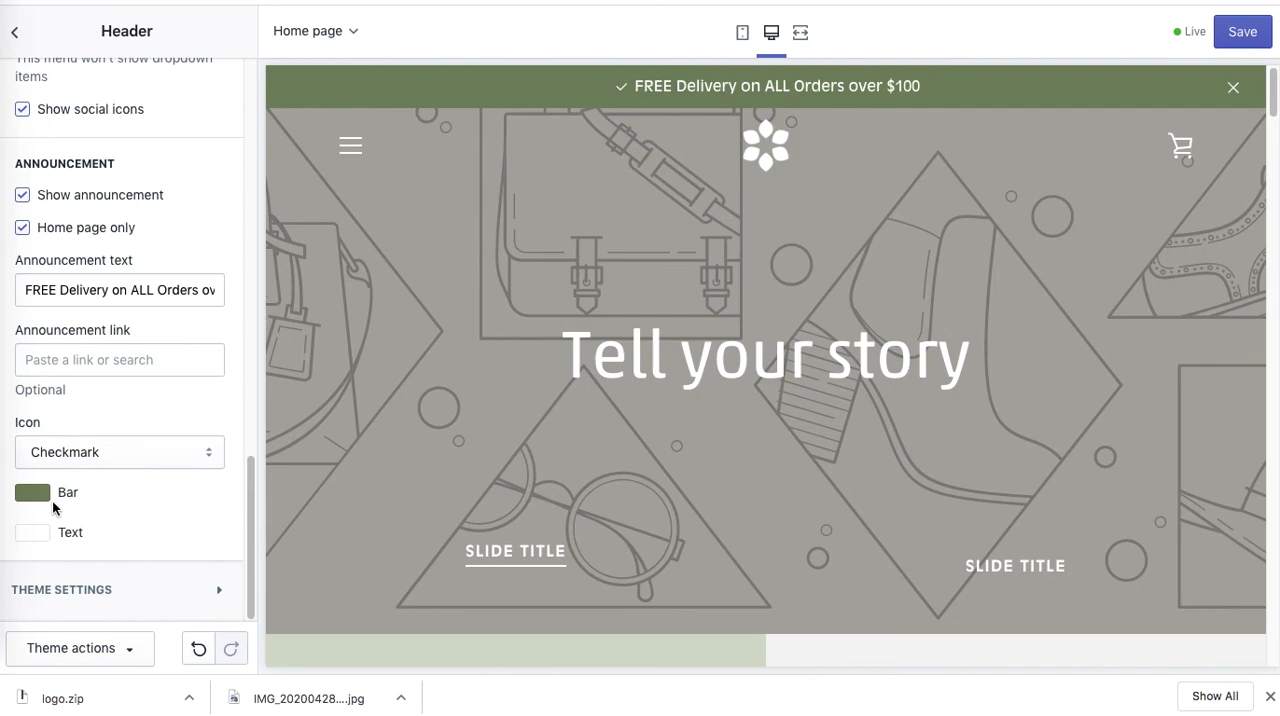 Header
Home page
Live
Save
This menu won't show dropdown
items
Show social icons
ANNOUNCEMENT
Show announcement
Home page only
Announcement text
FREE Delivery on ALL Orders ov
Announcement link
Paste a link or search
Optional
Icon
Checkmark
Bar
Text
THEME SETTINGS
Theme actions
FREE Delivery on ALL Orders over $100
Tell your story
SLIDE TITLE
SLIDE TITLE
logo.zip
IMG_20200428....jpg
Show All